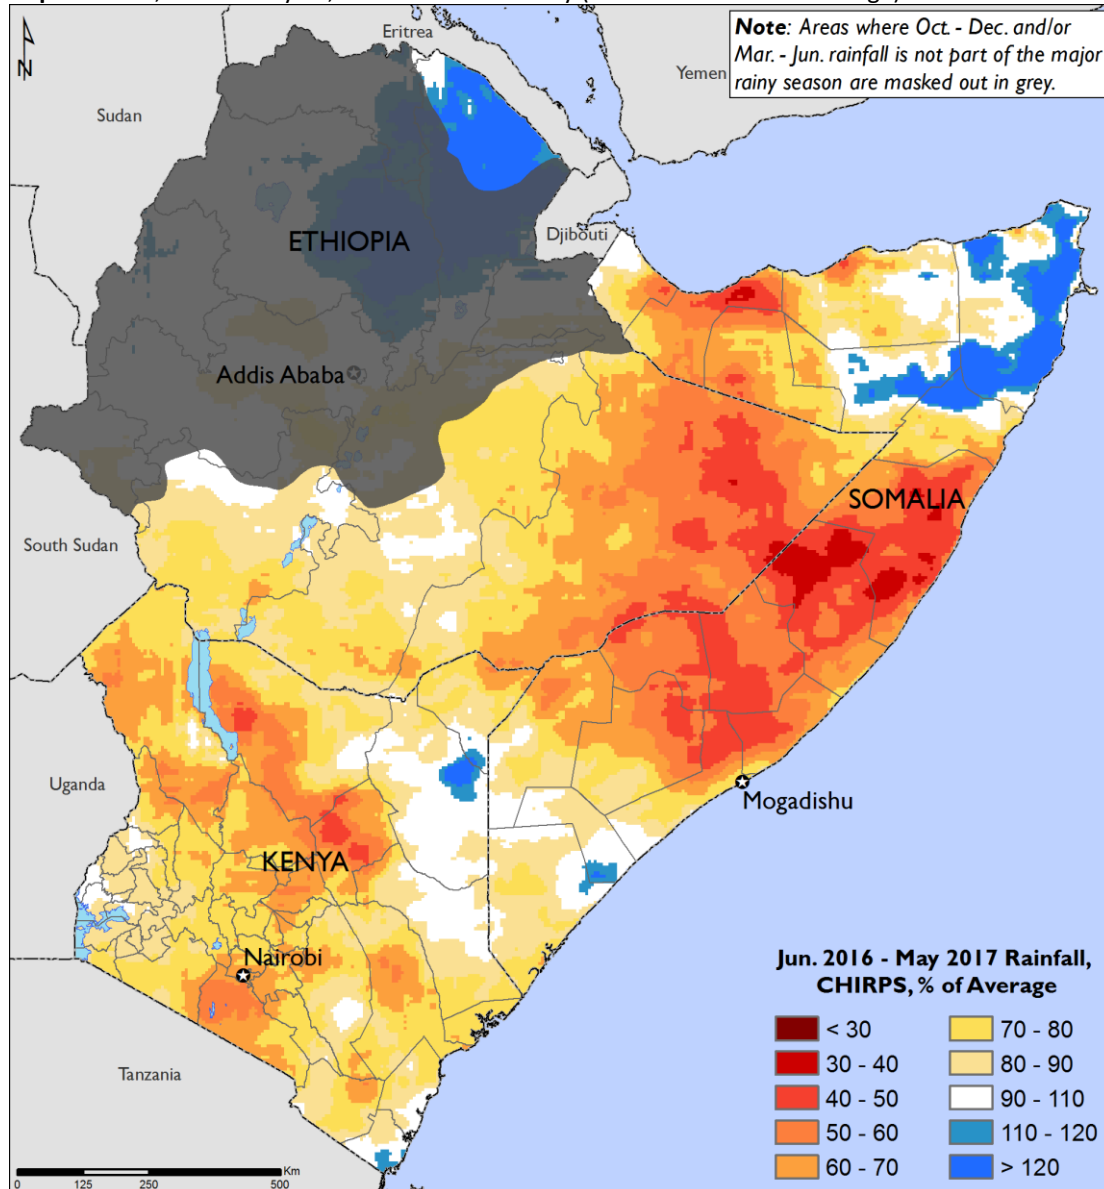 Note: Areas where Oct. - Dec. and/or
Mar. - Jun. rainfall is not part of the major
rainy season are masked out in grey.
Eritrea
N
Yemen
Sudan
ETHIOPIA
Djibouti
Addis Ababa
SOMALIA
South Sudan
Uganda
Mogadishu
KENYA
Nairobi
Tanzania
Jun. 2016 - May 2017 Rainfall,
CHIRPS, % of Average
< 30
30 - 40
40 - 50
50 - 60
60 - 70
70 - 80
80 - 90
90 - 110
110 - 120
> 120
Km
0 125 250 500